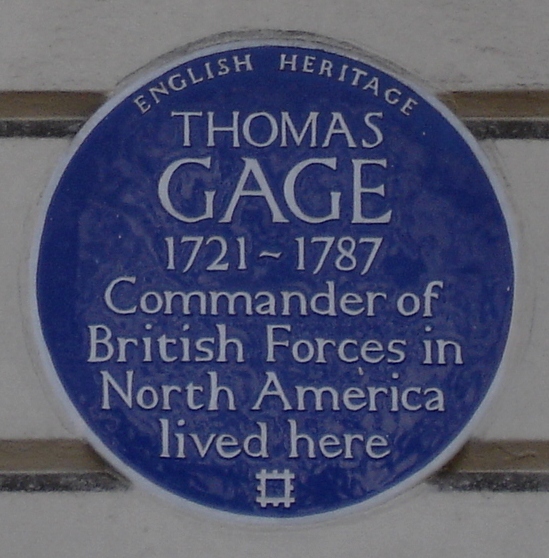 ENGLISH HERITAGE
THOMAS
GAGE
1721~1787
Commander of
British Forces in
North America
lived here